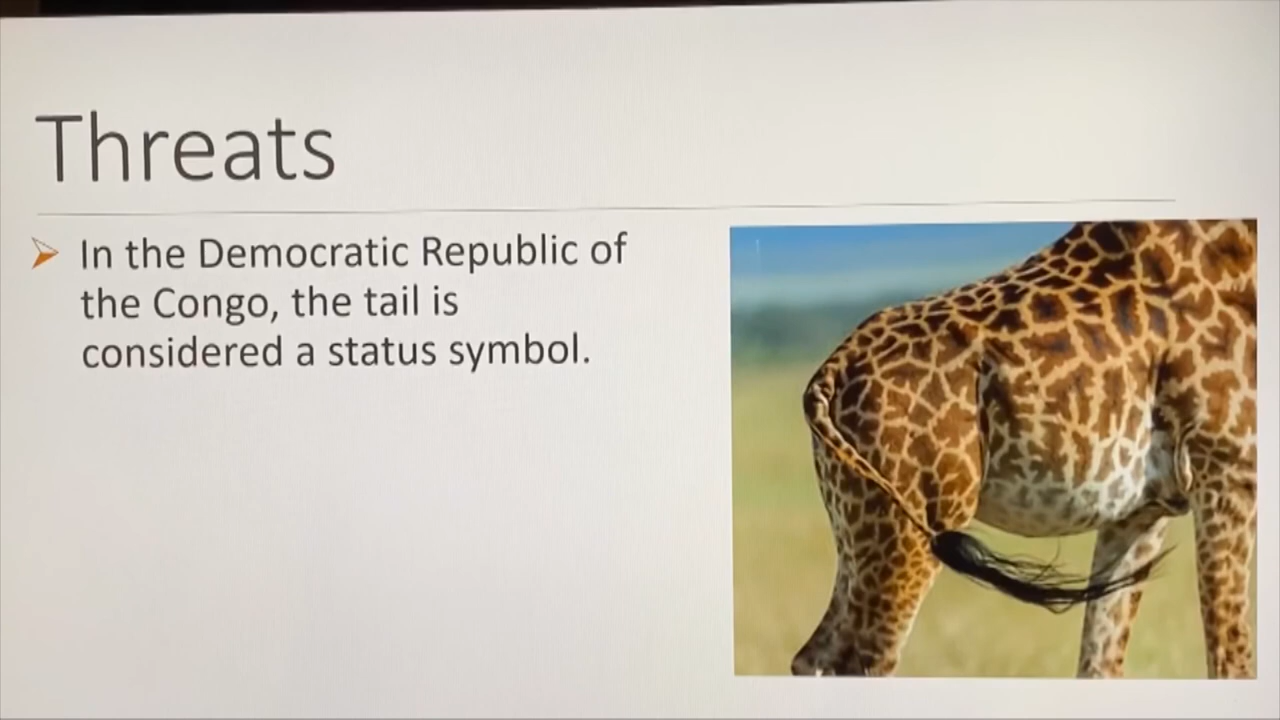 Threats
In the Democratic Republic of
the Congo, the tail is
considered a status symbol.